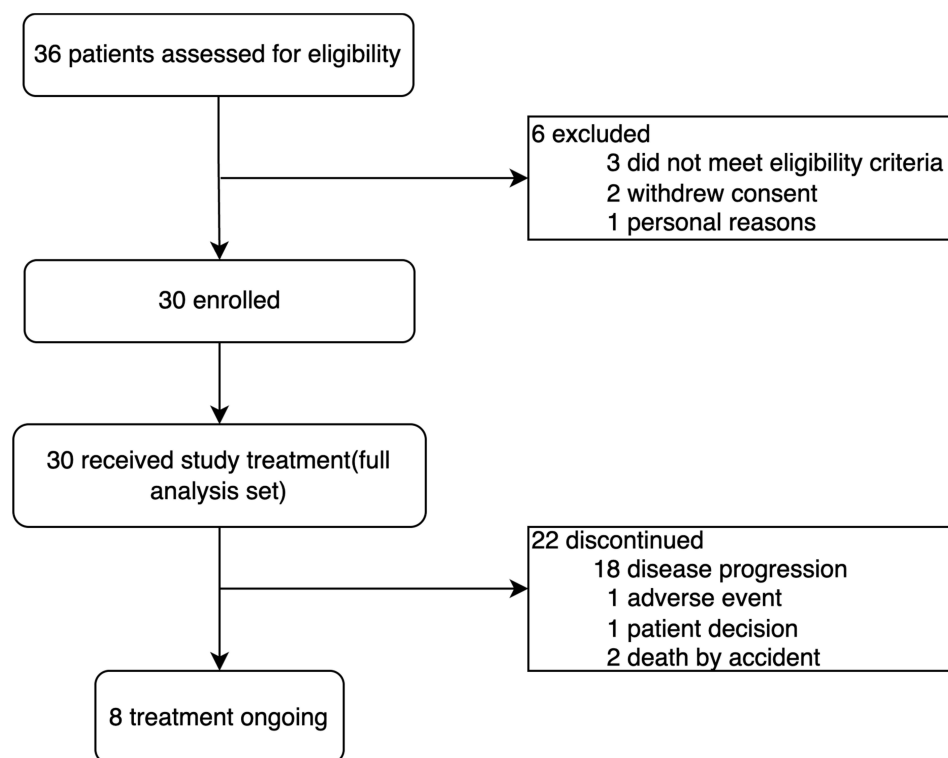 36 patients assessed for eligibility
6 excluded
3 did not meet eligibility criteria
2 withdrew consent
1 personal reasons
30 enrolled
30 received study treatment(full
analysis set)
22 discontinued
18 disease progression
1 adverse event
1 patient decision
2 death by accident
8 treatment ongoing